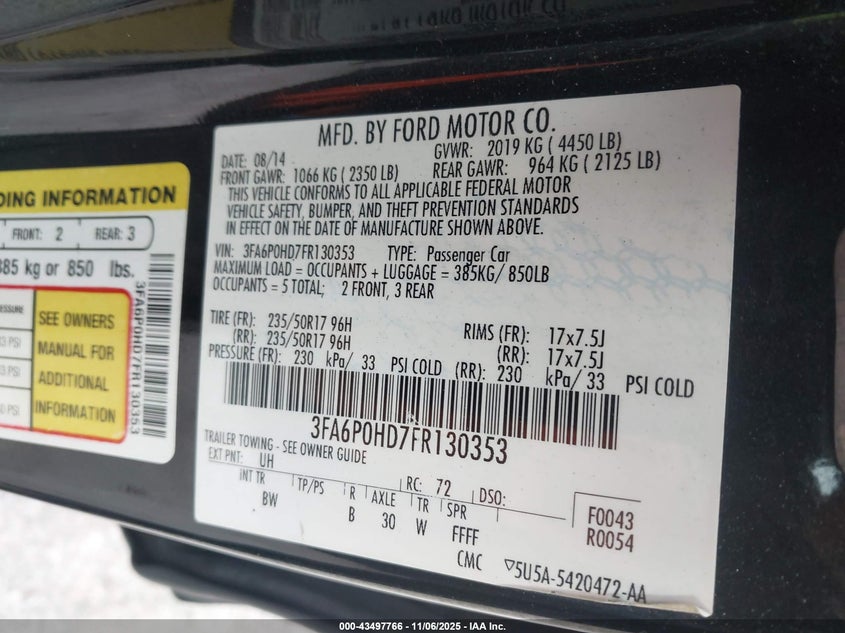 MFD. BY FORD MOTOR CO.
DATE: 08/14 GVWR: 2019 KG ( 4450 LB)
FRONT GAWR: 1066 KG ( 2350 LB) REAR GAWR: 964 KG ( 2125 LB)
THIS VEHICLE CONFORMS TO ALL APPLICABLE FEDERAL MOTOR
VEHICLE SAFETY, BUMPER, AND THEFT PREVENTION STANDARDS
IN EFFECT ON THE DATE OF MANUFACTURE SHOWN ABOVE.
VIN: 3FA6P0HD7FR130353 TYPE: Passenger Car
MAXIMUM LOAD = OCCUPANTS + LUGGAGE = 385KG/ 850LB
OCCUPANTS = 5 TOTAL; 2 FRONT, 3 REAR
TIRE (FR): 235/50R17 96H RIMS (FR): 17x7.5J
(RR): 235/50R17 96H (RR): 17x7.5J
PRESSURE (FR): 230 kPa/ 33 PSI COLD (RR): 230 kPa/ 33 PSI COLD
3FA6P0HD7FR130353
TRAILER TOWING - SEE OWNER GUIDE
EXT PNT: UH RC: 72 DSO:
INT TR TP/PS R AXLE TR SPR F0043
BW B 30 W FFFF R0054
CMC 5U5A-5420472-AA
DING INFORMATION
FRONT: 2 REAR: 3
385 kg or 850 lbs.
SEE OWNERS
MANUAL FOR
ADDITIONAL
INFORMATION
3FA6P0HD7FR130353
000-43497766 - 11/06/2025 - IAA Inc.